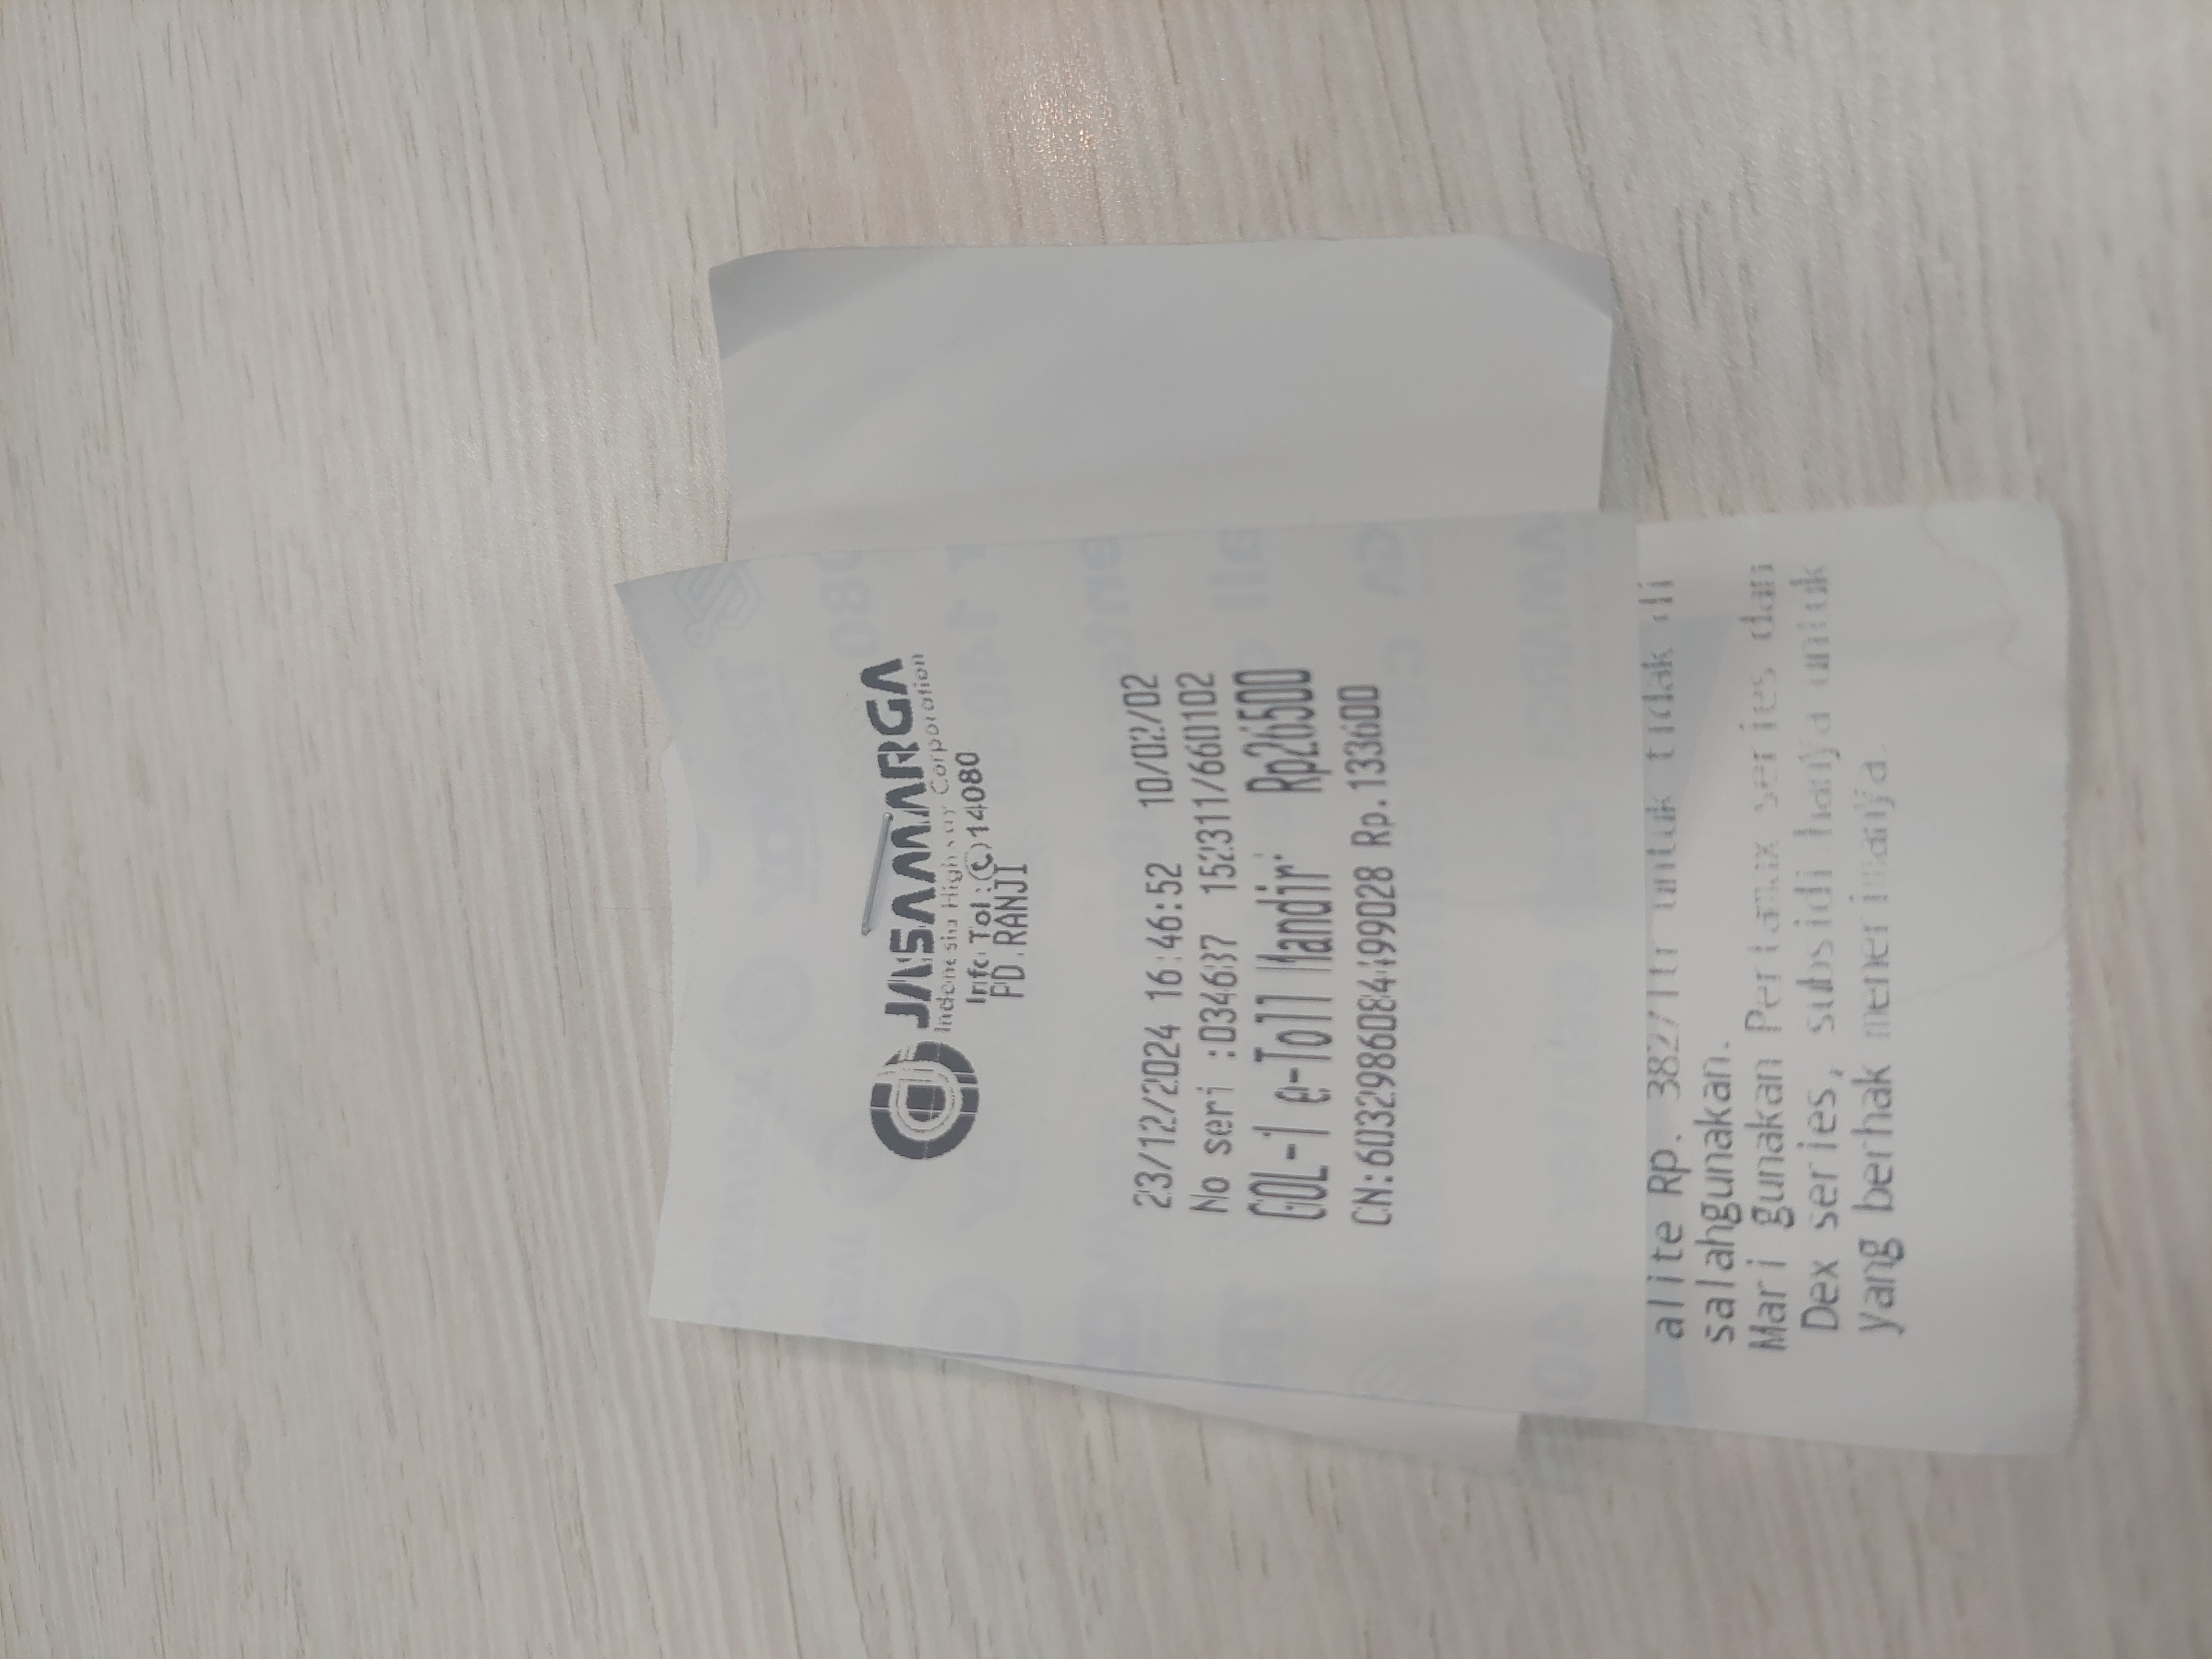 JASAMARGA
Indonesia Highway Corporation
Info Tol :(C)14080
PD.RANJI
23/12/2024 16:46:52 10/02/02
No seri :034637 152311/660102
GOL-1 e-Toll Mandir Rp26500
CN:6032986084499028 Rp.133600
alite Rp. 3827/ltr untuk tidak di
salahgunakan.
Mari gunakan Pertamax series dan
Dex series, subsidi hanya untuk
yang berhak menerimanya.